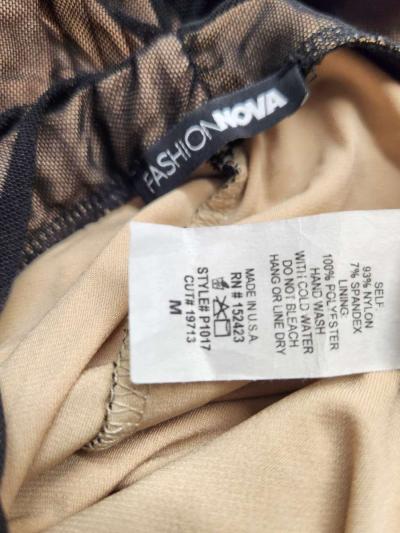 FASHIONNOVA
SELF
93% NYLON
7% SPANDEX
LINING:
100% POLYESTER
HAND WASH
WITH COLD WATER
DO NOT BLEACH
HANG OR LINE DRY
MADE IN U.S.A.
RN # 152423
STYLE# P1017
CUT# 19713
M